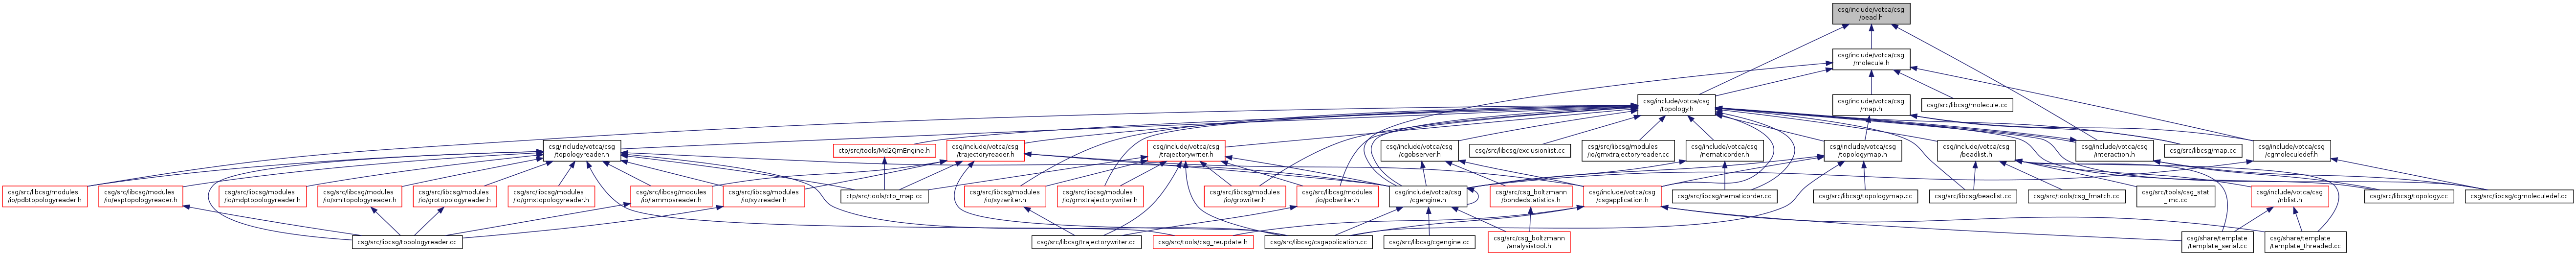 csg/include/votca/csg
/bead.h
csg/include/votca/csg
/molecule.h
csg/include/votca/csg
/topology.h
csg/include/votca/csg
/map.h
csg/src/libcsg/molecule.cc
csg/include/votca/csg
/topologyreader.h
ctp/src/tools/Md2QmEngine.h
csg/include/votca/csg
/trajectoryreader.h
csg/include/votca/csg
/trajectorywriter.h
csg/include/votca/csg
/cgobserver.h
csg/src/libcsg/exclusionlist.cc
csg/src/libcsg/modules
/io/gmxtrajectoryreader.cc
csg/include/votca/csg
/nematicorder.h
csg/include/votca/csg
/topologymap.h
csg/include/votca/csg
/beadlist.h
csg/include/votca/csg
/interaction.h
csg/src/libcsg/map.cc
csg/include/votca/csg
/cgmoleculedef.h
csg/src/libcsg/modules
/io/pdbtopologyreader.h
csg/src/libcsg/modules
/io/esptopologyreader.h
csg/src/libcsg/modules
/io/mdptopologyreader.h
csg/src/libcsg/modules
/io/xmltopologyreader.h
csg/src/libcsg/modules
/io/grotopologyreader.h
csg/src/libcsg/modules
/io/gmxtopologyreader.h
csg/src/libcsg/modules
/io/lammpsreader.h
csg/src/libcsg/modules
/io/xyzreader.h
ctp/src/tools/ctp_map.cc
csg/src/libcsg/modules
/io/xyzwriter.h
csg/src/libcsg/modules
/io/gmxtrajectorywriter.h
csg/src/libcsg/modules
/io/growriter.h
csg/src/libcsg/modules
/io/pdbwriter.h
csg/include/votca/csg
/cgengine.h
csg/src/csg_boltzmann
/bondedstatistics.h
csg/include/votca/csg
/csgapplication.h
csg/src/libcsg/nematicorder.cc
csg/src/libcsg/topologymap.cc
csg/src/libcsg/beadlist.cc
csg/src/tools/csg_fmatch.cc
csg/src/tools/csg_stat
_imc.cc
csg/include/votca/csg
/nblist.h
csg/src/libcsg/topology.cc
csg/src/libcsg/cgmoleculedef.cc
csg/src/libcsg/topologyreader.cc
csg/src/libcsg/trajectorywriter.cc
csg/src/tools/csg_reupdate.h
csg/src/libcsg/csgapplication.cc
csg/src/libcsg/cgengine.cc
csg/src/csg_boltzmann
/analysistool.h
csg/share/template
/template_serial.cc
csg/share/template
/template_threaded.cc